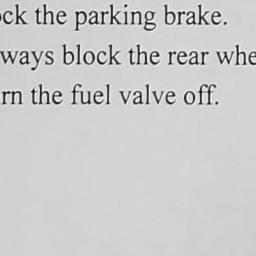 ck the parking brake.
ways block the rear whe
rn the fuel valve off.